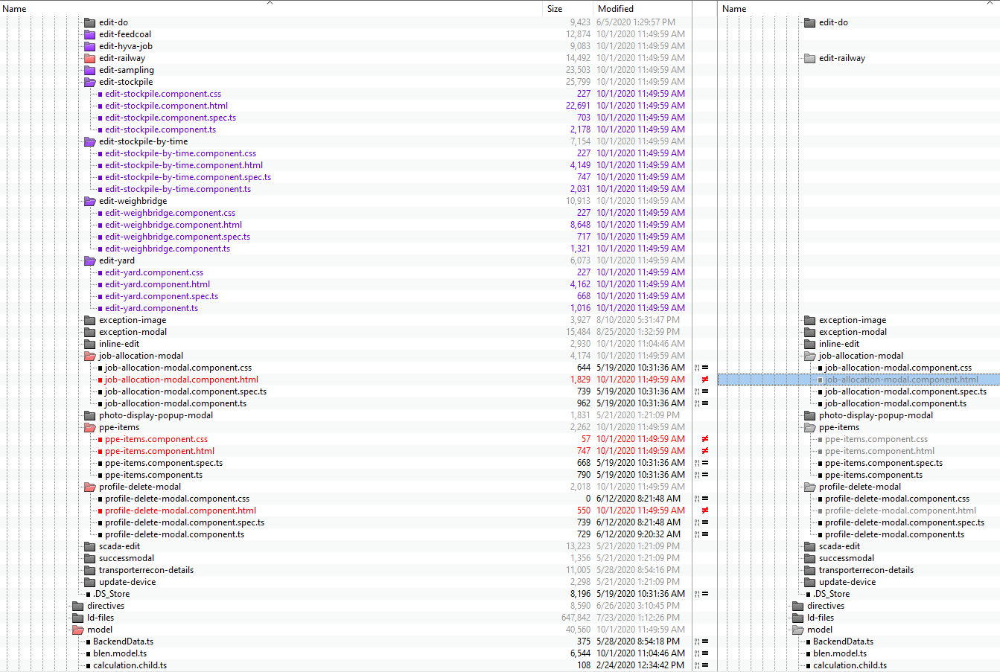 Name Size Modified Name
edit-do 9,423 6/5/2020 1:29:57 PM edit-do
edit-feedcoal 12,874 10/1/2020 11:49:59 AM
edit-hyva-job 9,083 10/1/2020 11:49:59 AM
edit-railway 14,492 10/1/2020 11:49:59 AM edit-railway
edit-sampling 23,503 10/1/2020 11:49:59 AM
edit-stockpile 25,799 10/1/2020 11:49:59 AM
edit-stockpile.component.css 227 10/1/2020 11:49:59 AM
edit-stockpile.component.html 22,691 10/1/2020 11:49:59 AM
edit-stockpile.component.spec.ts 703 10/1/2020 11:49:59 AM
edit-stockpile.component.ts 2,178 10/1/2020 11:49:59 AM
edit-stockpile-by-time 7,154 10/1/2020 11:49:59 AM
edit-stockpile-by-time.component.css 227 10/1/2020 11:49:59 AM
edit-stockpile-by-time.component.html 4,149 10/1/2020 11:49:59 AM
edit-stockpile-by-time.component.spec.ts 747 10/1/2020 11:49:59 AM
edit-stockpile-by-time.component.ts 2,031 10/1/2020 11:49:59 AM
edit-weighbridge 10,913 10/1/2020 11:49:59 AM
edit-weighbridge.component.css 227 10/1/2020 11:49:59 AM
edit-weighbridge.component.html 8,648 10/1/2020 11:49:59 AM
edit-weighbridge.component.spec.ts 717 10/1/2020 11:49:59 AM
edit-weighbridge.component.ts 1,321 10/1/2020 11:49:59 AM
edit-yard 6,073 10/1/2020 11:49:59 AM
edit-yard.component.css 227 10/1/2020 11:49:59 AM
edit-yard.component.html 4,162 10/1/2020 11:49:59 AM
edit-yard.component.spec.ts 668 10/1/2020 11:49:59 AM
edit-yard.component.ts 1,016 10/1/2020 11:49:59 AM
exception-image 3,927 8/10/2020 5:31:47 PM exception-image
exception-modal 15,484 8/25/2020 1:32:59 PM exception-modal
inline-edit 2,930 10/1/2020 11:04:46 AM inline-edit
job-allocation-modal 4,174 10/1/2020 11:49:59 AM job-allocation-modal
job-allocation-modal.component.css 644 5/19/2020 10:31:36 AM = job-allocation-modal.component.css
job-allocation-modal.component.html 1,829 10/1/2020 11:49:59 AM ≠ job-allocation-modal.component.html
job-allocation-modal.component.spec.ts 739 5/19/2020 10:31:36 AM = job-allocation-modal.component.spec.ts
job-allocation-modal.component.ts 962 5/19/2020 10:31:36 AM = job-allocation-modal.component.ts
photo-display-popup-modal 1,831 5/21/2020 1:21:09 PM photo-display-popup-modal
ppe-items 2,262 10/1/2020 11:49:59 AM ppe-items
ppe-items.component.css 57 10/1/2020 11:49:59 AM ≠ ppe-items.component.css
ppe-items.component.html 747 10/1/2020 11:49:59 AM ≠ ppe-items.component.html
ppe-items.component.spec.ts 668 5/19/2020 10:31:36 AM = ppe-items.component.spec.ts
ppe-items.component.ts 790 5/19/2020 10:31:36 AM = ppe-items.component.ts
profile-delete-modal 2,018 10/1/2020 11:49:59 AM profile-delete-modal
profile-delete-modal.component.css 0 6/12/2020 8:21:48 AM = profile-delete-modal.component.css
profile-delete-modal.component.html 550 10/1/2020 11:49:59 AM ≠ profile-delete-modal.component.html
profile-delete-modal.component.spec.ts 739 6/12/2020 8:21:48 AM = profile-delete-modal.component.spec.ts
profile-delete-modal.component.ts 729 6/12/2020 9:20:32 AM = profile-delete-modal.component.ts
scada-edit 13,223 5/21/2020 1:21:09 PM scada-edit
successmodal 1,356 5/21/2020 1:21:09 PM successmodal
transporterrecon-details 11,005 5/28/2020 8:54:16 PM transporterrecon-details
update-device 2,298 5/21/2020 1:21:09 PM update-device
.DS_Store 8,196 5/19/2020 10:31:36 AM = .DS_Store
directives 8,590 6/26/2020 3:10:45 PM directives
ld-files 647,842 7/23/2020 1:12:26 PM ld-files
model 40,560 10/1/2020 11:49:59 AM model
BackendData.ts 375 5/28/2020 8:54:18 PM = BackendData.ts
blen.model.ts 6,544 10/1/2020 11:04:46 AM = blen.model.ts
calculation.child.ts 108 2/24/2020 12:34:42 PM = calculation.child.ts